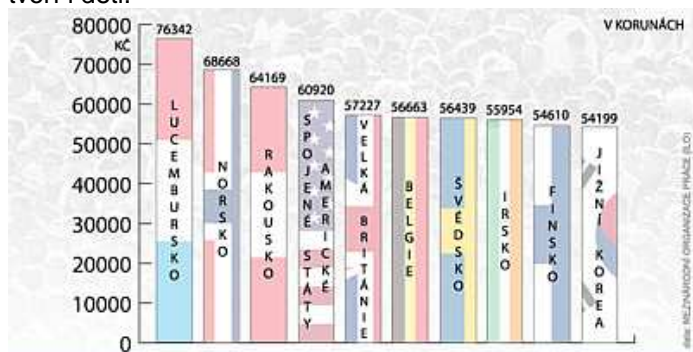 tvoří i děti.
V KORUNÁCH
80000
KČ
70000
60000
50000
40000
30000
20000
10000
0
76342
LUCEMBURSKO
68668
NORSKO
64169
RAKOUSKO
60920
SPOJENÉ STÁTY
AMERICKÉ
57227
VELKÁ BRITÁNIE
56663
BELGIE
56439
ŠVÉDSKO
55954
IRSKO
54610
FINSKO
54199
JIŽNÍ KOREA
MEZINÁRODNÍ ORGANIZACE PRÁCE (ILO)